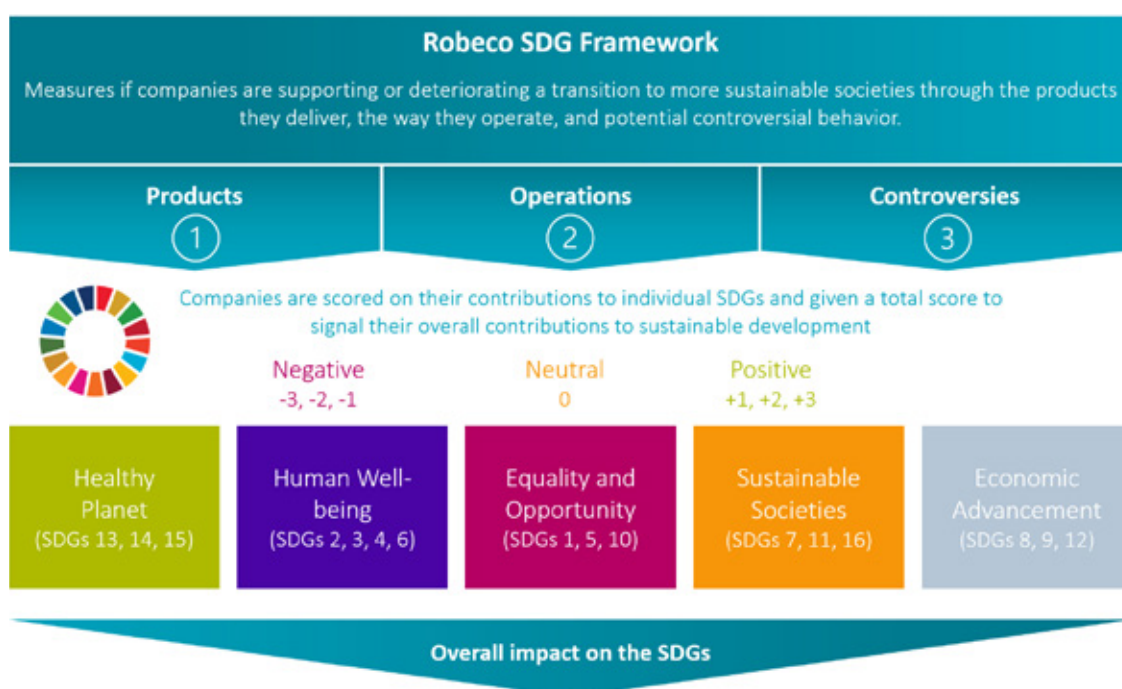 Robeco SDG Framework
Measures if companies are supporting or deteriorating a transition to more sustainable societies through the products
they deliver, the way they operate, and potential controversial behavior.
Products
1
Operations
2
Controversies
3
Companies are scored on their contributions to individual SDGs and given a total score to
signal their overall contributions to sustainable development
Negative
-3, -2, -1
Neutral
0
Positive
+1, +2, +3
Healthy
Planet
(SDGs 13, 14, 15)
Human Well-
being
(SDGs 2, 3, 4, 6)
Equality and
Opportunity
(SDGs 1, 5, 10)
Sustainable
Societies
(SDGs 7, 11, 16)
Economic
Advancement
(SDGs 8, 9, 12)
Overall impact on the SDGs